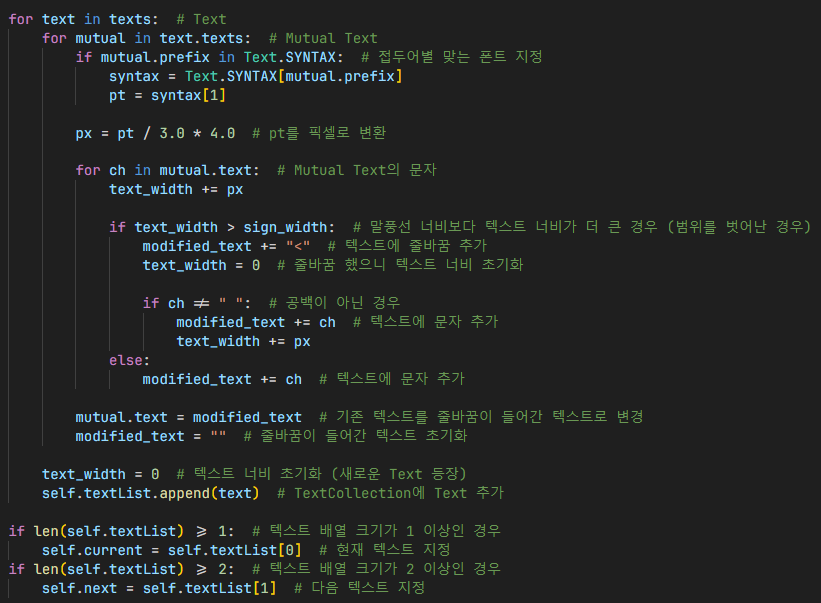 for text in texts:  # Text
    for mutual in text.texts:  # Mutual Text
        if mutual.prefix in Text.SYNTAX:  # 접두어별 맞는 폰트 지정
            syntax = Text.SYNTAX[mutual.prefix]
            pt = syntax[1]

        px = pt / 3.0 * 4.0  # pt를 픽셀로 변환

        for ch in mutual.text:  # Mutual Text의 문자
            text_width += px

            if text_width > sign_width:  # 말풍선 너비보다 텍스트 너비가 더 큰 경우 (범위를 벗어난 경우)
                modified_text += "<"  # 텍스트에 줄바꿈 추가
                text_width = 0  # 줄바꿈 했으니 텍스트 너비 초기화

                if ch != " ":  # 공백이 아닌 경우
                    modified_text += ch  # 텍스트에 문자 추가
                    text_width += px
            else:
                modified_text += ch  # 텍스트에 문자 추가

        mutual.text = modified_text  # 기존 텍스트를 줄바꿈이 들어간 텍스트로 변경
        modified_text = ""  # 줄바꿈이 들어간 텍스트 초기화

    text_width = 0  # 텍스트 너비 초기화 (새로운 Text 등장)
    self.textList.append(text)  # TextCollection에 Text 추가

if len(self.textList) >= 1:  # 텍스트 배열 크기가 1 이상인 경우
    self.current = self.textList[0]  # 현재 텍스트 지정
if len(self.textList) >= 2:  # 텍스트 배열 크기가 2 이상인 경우
    self.next = self.textList[1]  # 다음 텍스트 지정